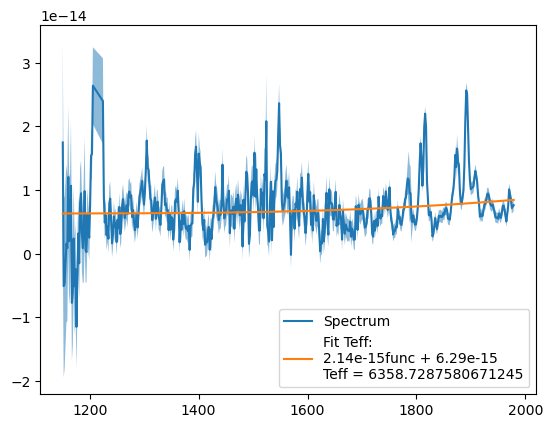 1e−14
3
2
1
0
−1
−2
1200
1400
1600
1800
2000
Spectrum
Fit Teff:
2.14e-15func + 6.29e-15
Teff = 6358.7287580671245